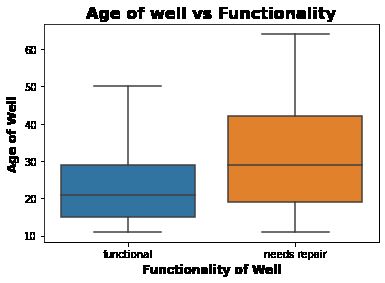 Age of well vs Functionality
60
50
40
30
20
10
Age of Well
functional
needs repair
Functionality of Well